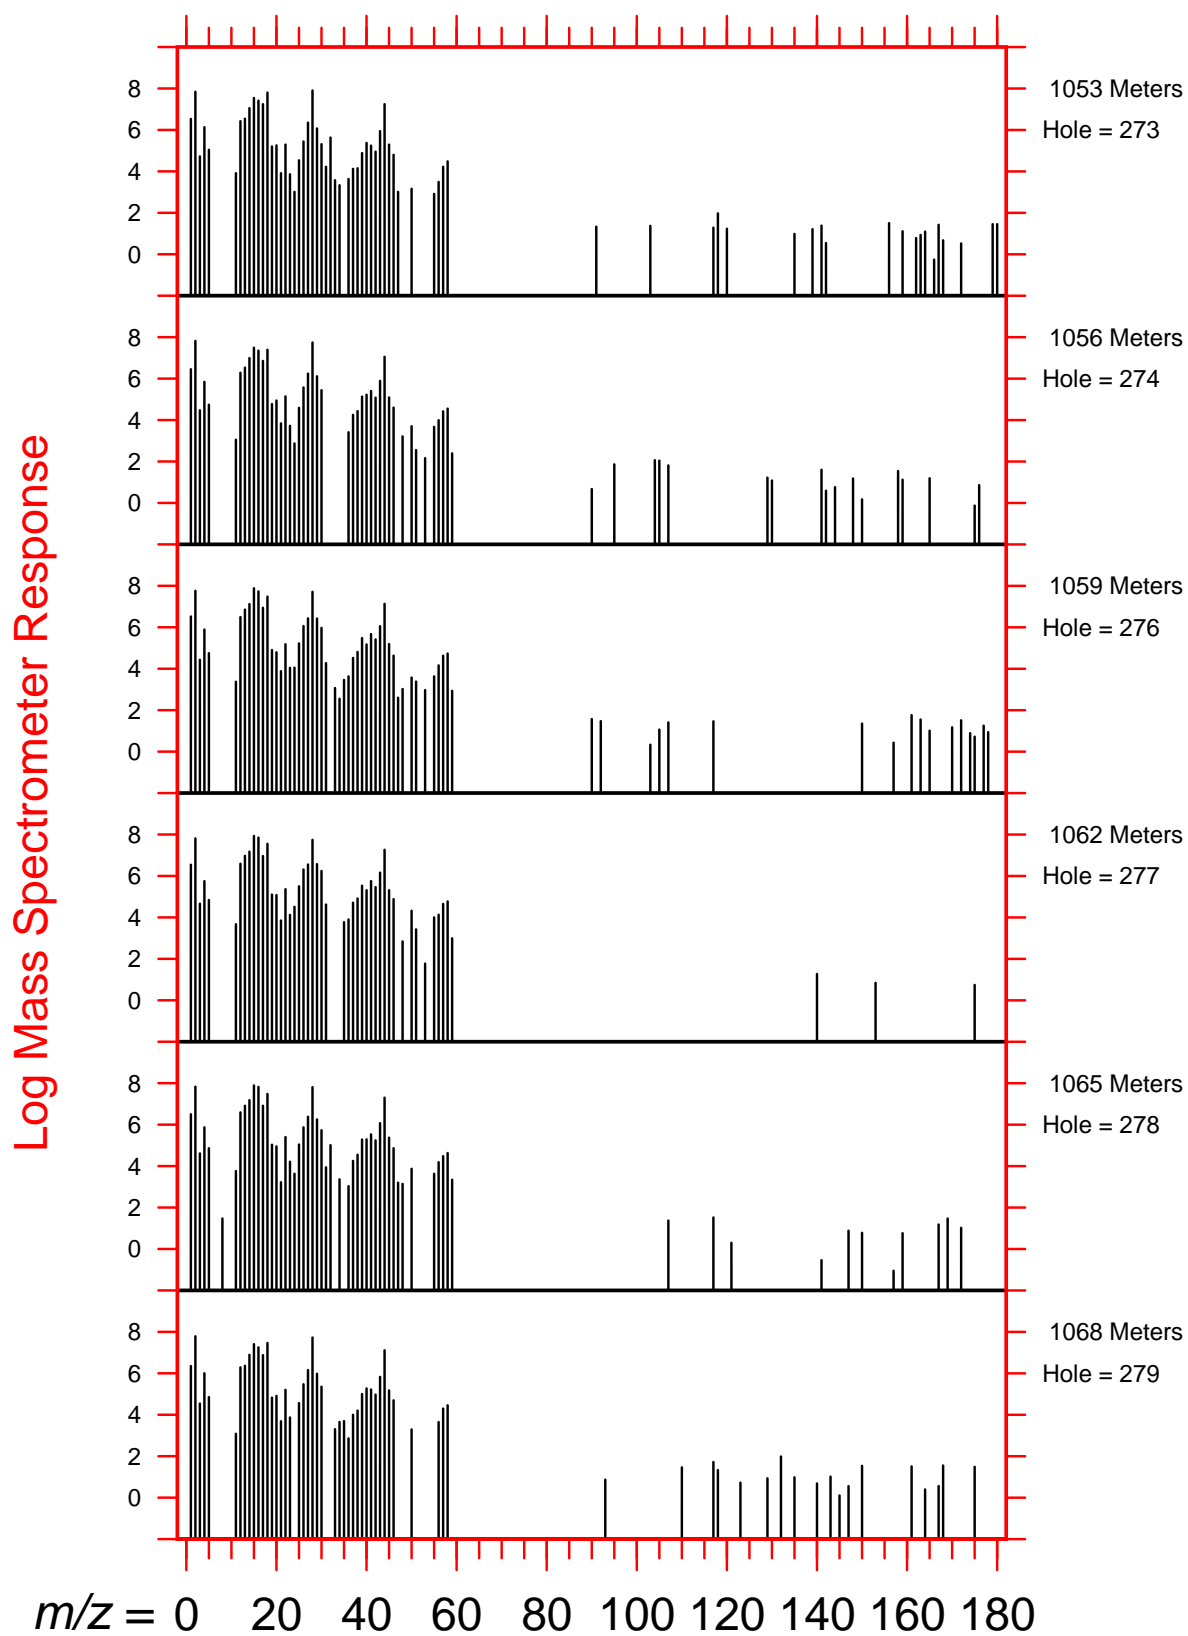 Log Mass Spectrometer Response
8
6
4
2
0
1053 Meters
Hole = 273
8
6
4
2
0
1056 Meters
Hole = 274
8
6
4
2
0
1059 Meters
Hole = 276
8
6
4
2
0
1062 Meters
Hole = 277
8
6
4
2
0
1065 Meters
Hole = 278
8
6
4
2
0
1068 Meters
Hole = 279
m/z = 0 20 40 60 80 100 120 140 160 180